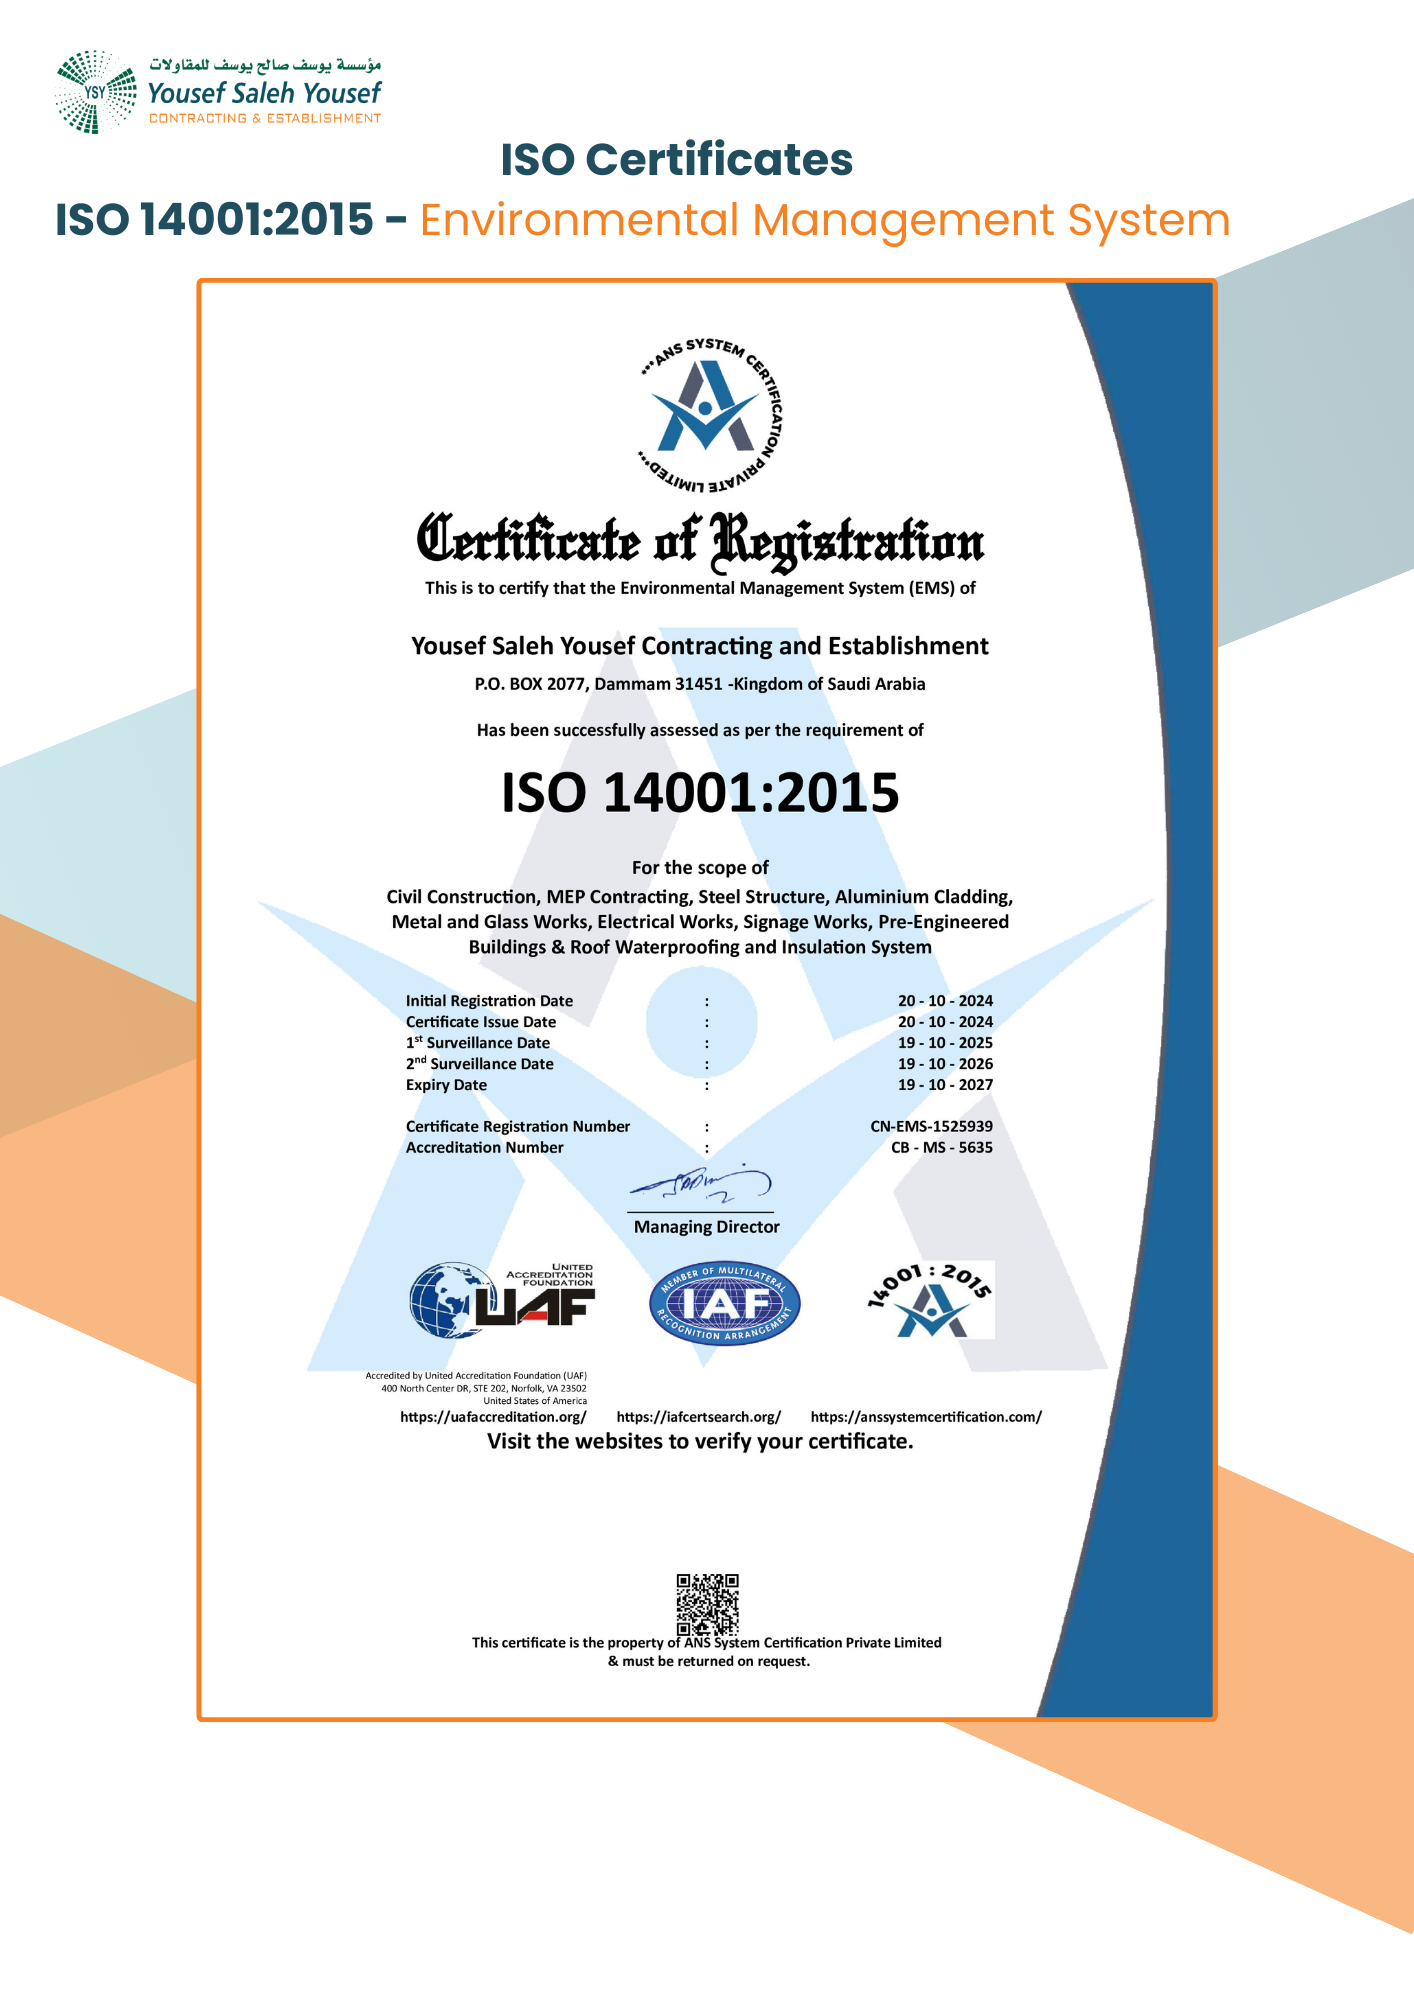 مؤسسة يوسف صالح يوسف للمقاولات
YSY
Yousef Saleh Yousef
CONTRACTING & ESTABLISHMENT
ISO Certificates
ISO 14001:2015 - Environmental Management System
***ANS SYSTEM CERTIFICATION PRIVATE LIMITED***
Certificate of Registration
This is to certify that the Environmental Management System (EMS) of
Yousef Saleh Yousef Contracting and Establishment
P.O. BOX 2077, Dammam 31451 -Kingdom of Saudi Arabia
Has been successfully assessed as per the requirement of
ISO 14001:2015
For the scope of
Civil Construction, MEP Contracting, Steel Structure, Aluminium Cladding,
Metal and Glass Works, Electrical Works, Signage Works, Pre-Engineered
Buildings & Roof Waterproofing and Insulation System
Initial Registration Date : 20 - 10 - 2024
Certificate Issue Date : 20 - 10 - 2024
1st Surveillance Date : 19 - 10 - 2025
2nd Surveillance Date : 19 - 10 - 2026
Expiry Date : 19 - 10 - 2027
Certificate Registration Number : CN-EMS-1525939
Accreditation Number : CB - MS - 5635
Managing Director
UNITED
ACCREDITATION
FOUNDATION
UAF
MEMBER OF MULTILATERAL
IAF
RECOGNITION ARRANGEMENT
14001 : 2015
Accredited by United Accreditation Foundation (UAF)
400 North Center DR, STE 202, Norfolk, VA 23502
United States of America
https://uafaccreditation.org/ https://iafcertsearch.org/ https://anssystemcertification.com/
Visit the websites to verify your certificate.
This certificate is the property of ANS System Certification Private Limited
& must be returned on request.